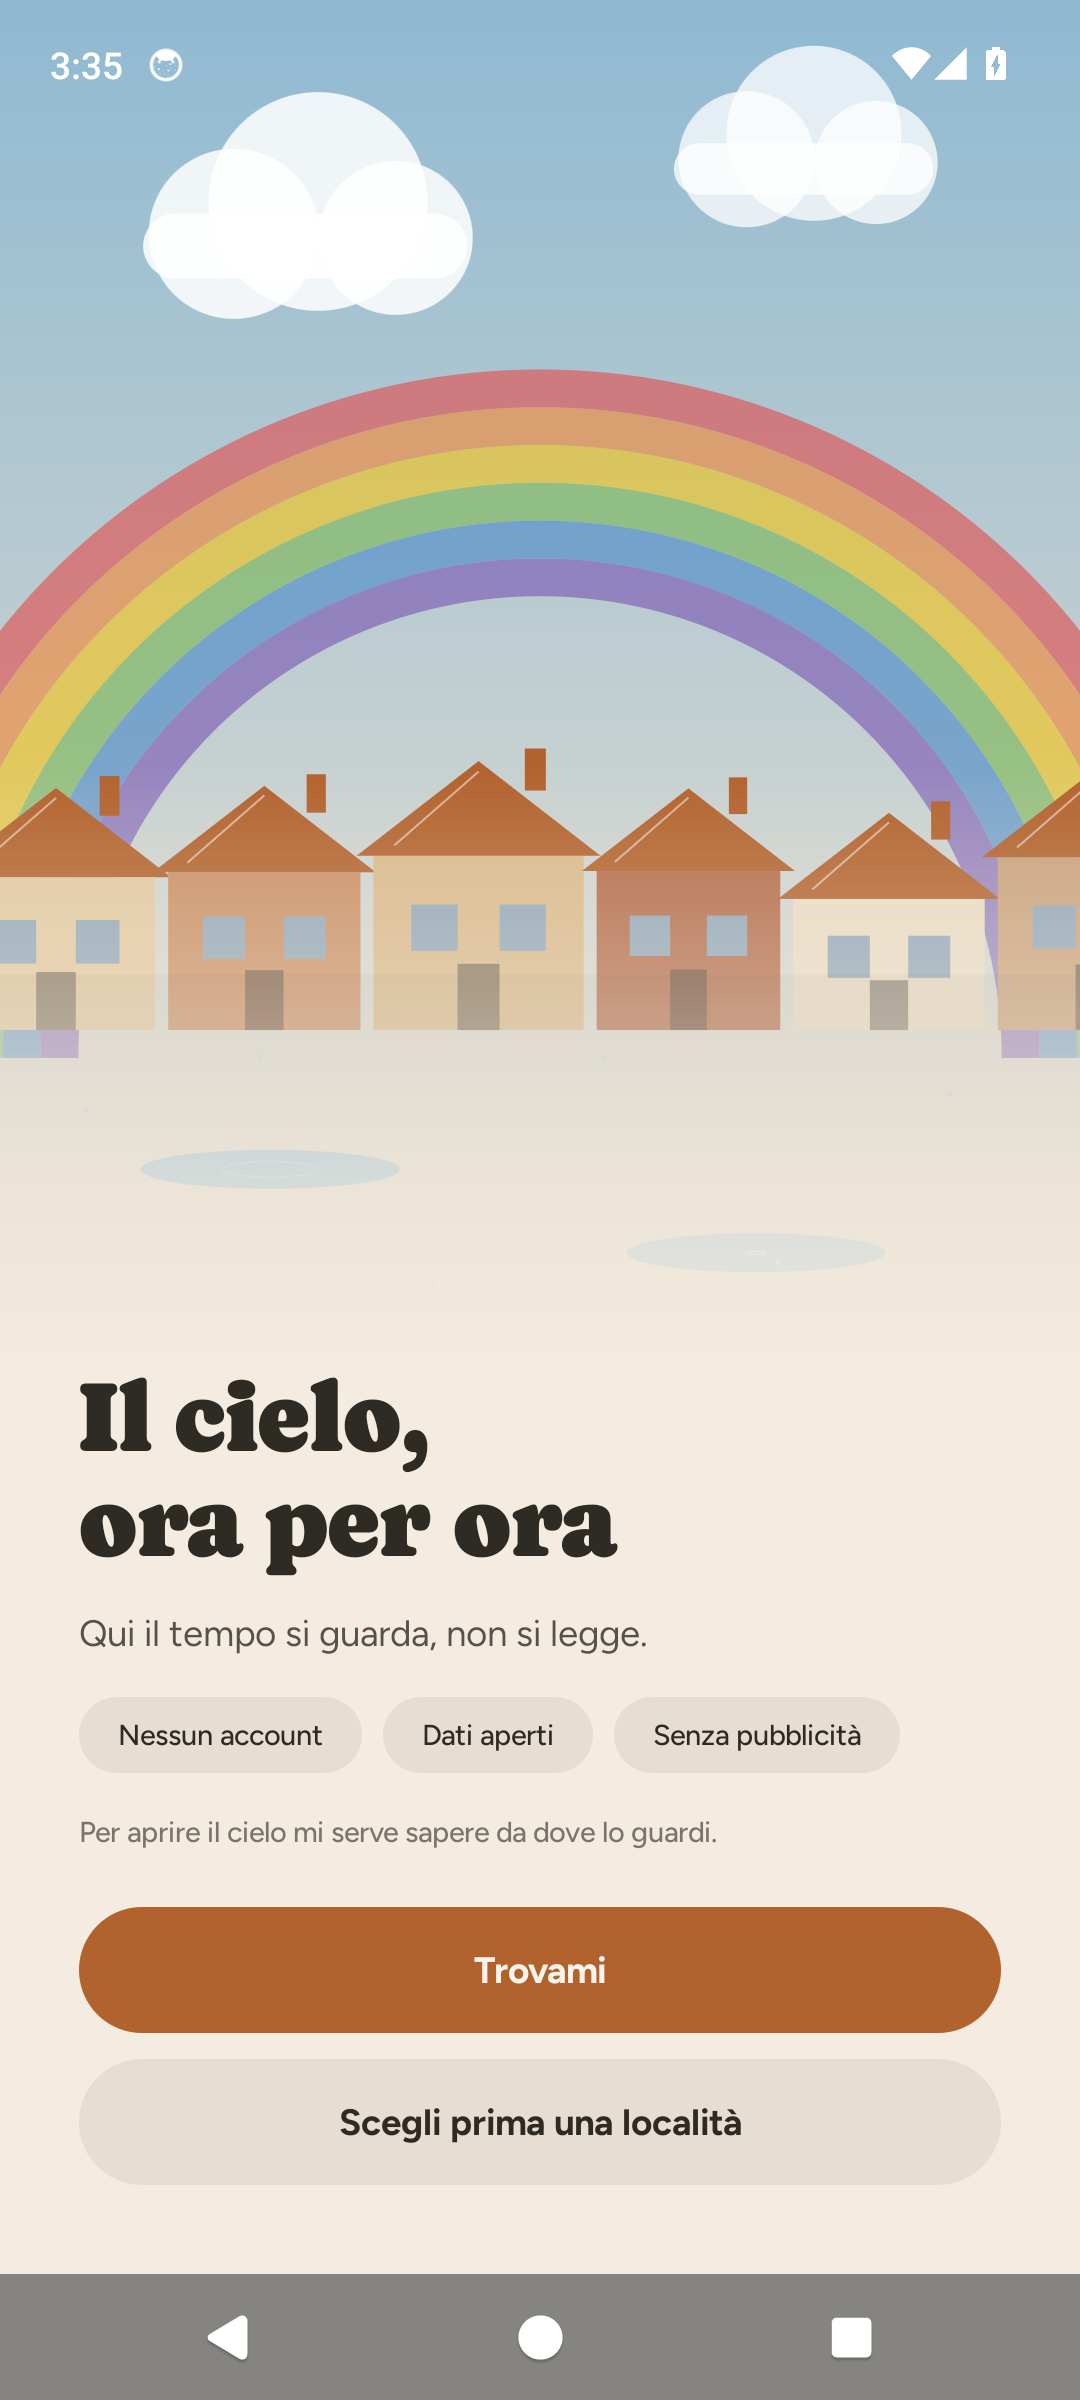 3:35
Il cielo,
ora per ora
Qui il tempo si guarda, non si legge.
Nessun account
Dati aperti
Senza pubblicità
Per aprire il cielo mi serve sapere da dove lo guardi.
Trovami
Scegli prima una località